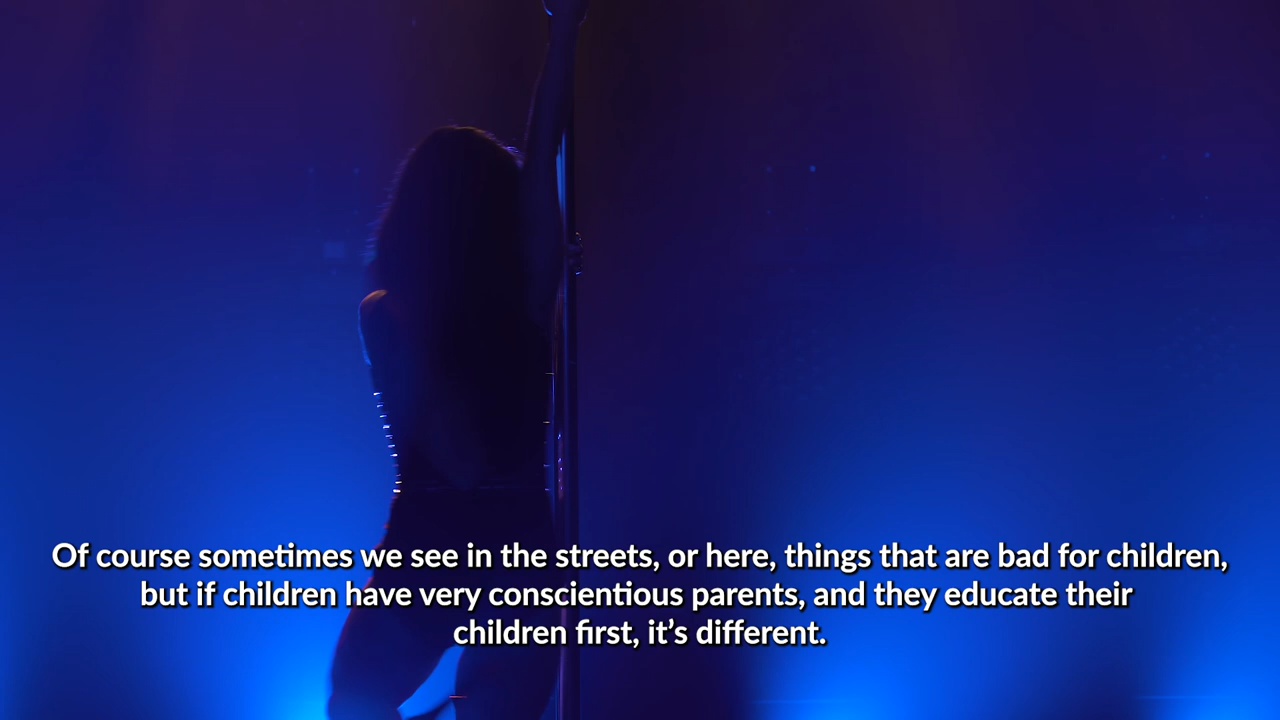 Of course sometimes we see in the streets, or here, things that are bad for children,
but if children have very conscientious parents, and they educate their
children first, it’s different.